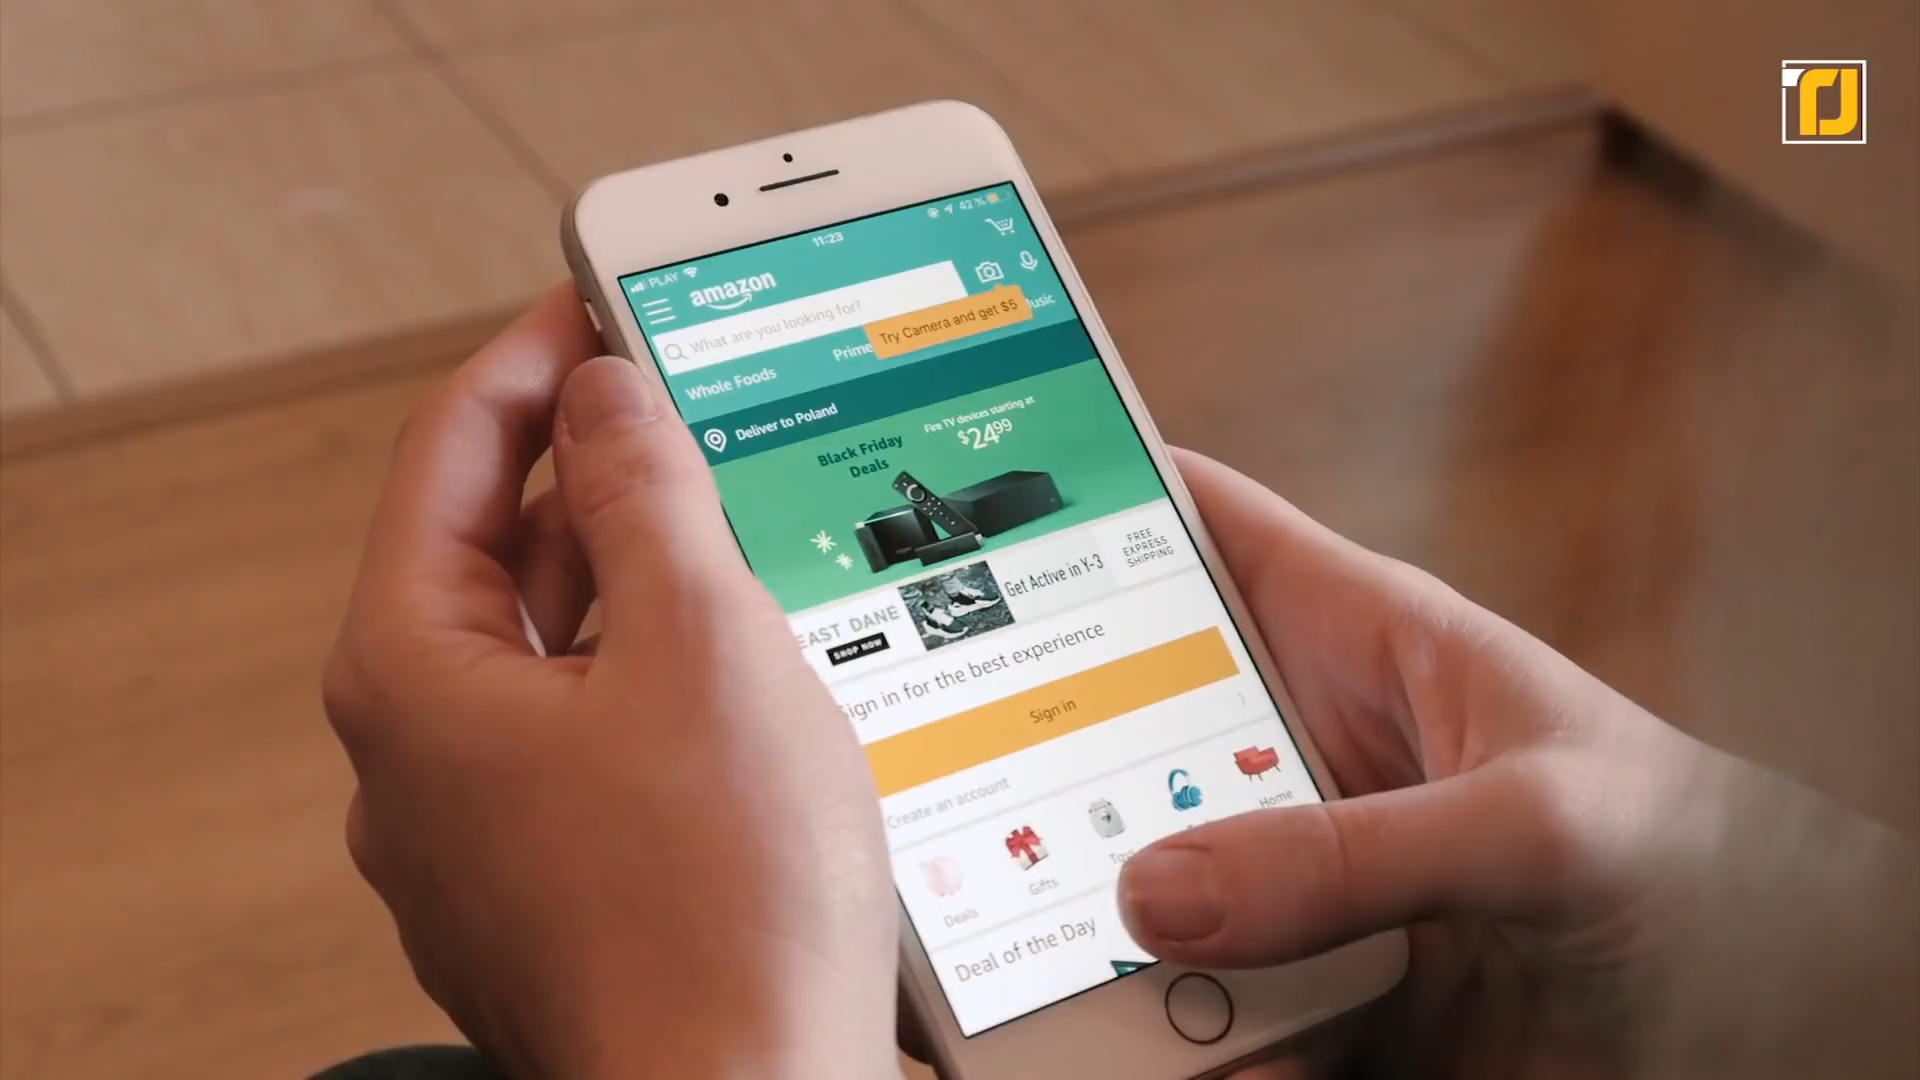 PLAY
11:23
42 %
amazon
What are you looking for?
Try Camera and get $5
Whole Foods
Prime
Deliver to Poland
Black Friday
Deals
Fire TV devices starting at
$24.99
EAST DANE
SHOP NOW
Get Active in Y-3
FREE
EXPRESS
SHIPPING
Sign in for the best experience
Sign in
Create an account
Deals
Gifts
Home
Deal of the Day